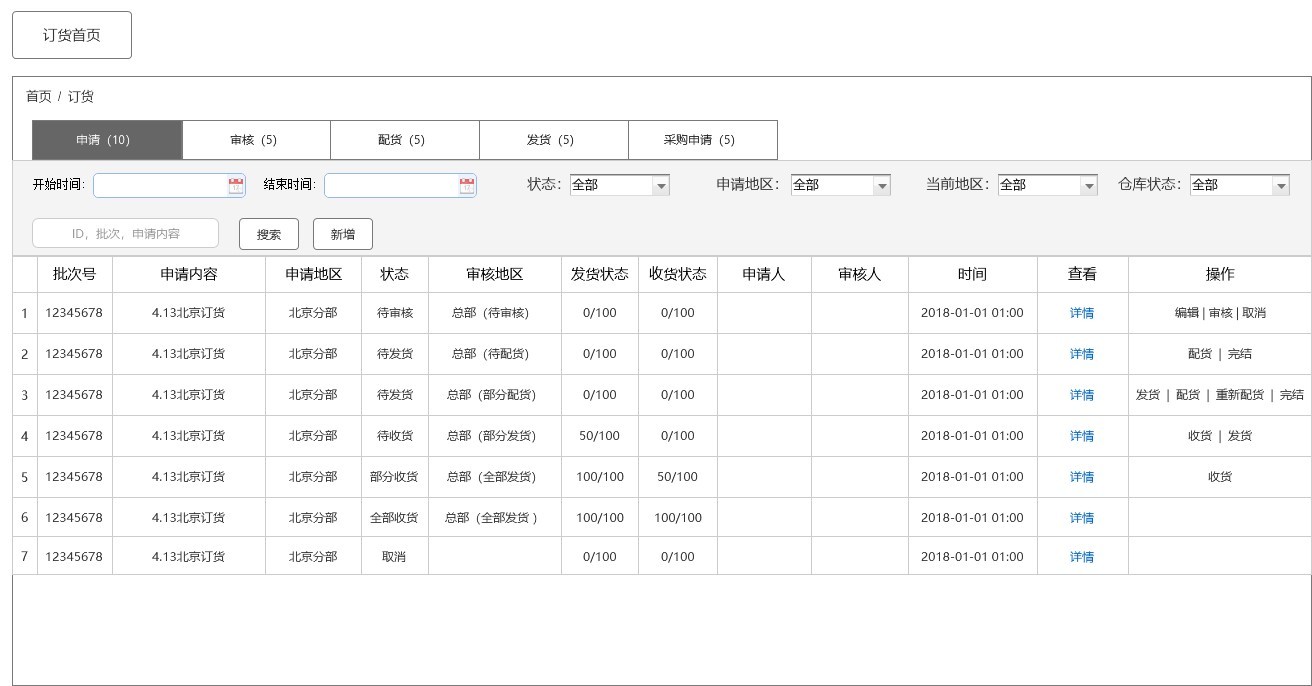 订货首页
首页 / 订货
申请（10） 审核（5） 配货（5） 发货（5） 采购申请（5）
开始时间： 结束时间： 状态： 全部 申请地区： 全部 当前地区： 全部 仓库状态： 全部
ID，批次，申请内容 搜索 新增
批次号 申请内容 申请地区 状态 审核地区 发货状态 收货状态 申请人 审核人 时间 查看 操作
1 12345678 4.13北京订货 北京分部 待审核 总部（待审核） 0/100 0/100 2018-01-01 01:00 详情 编辑 | 审核 | 取消
2 12345678 4.13北京订货 北京分部 待发货 总部（待配货） 0/100 0/100 2018-01-01 01:00 详情 配货 | 完结
3 12345678 4.13北京订货 北京分部 待发货 总部（部分配货） 0/100 0/100 2018-01-01 01:00 详情 发货 | 配货 | 重新配货 | 完结
4 12345678 4.13北京订货 北京分部 待收货 总部（部分发货） 50/100 0/100 2018-01-01 01:00 详情 收货 | 发货
5 12345678 4.13北京订货 北京分部 部分收货 总部（全部发货） 100/100 50/100 2018-01-01 01:00 详情 收货
6 12345678 4.13北京订货 北京分部 全部收货 总部（全部发货 ） 100/100 100/100 2018-01-01 01:00 详情
7 12345678 4.13北京订货 北京分部 取消 0/100 0/100 2018-01-01 01:00 详情